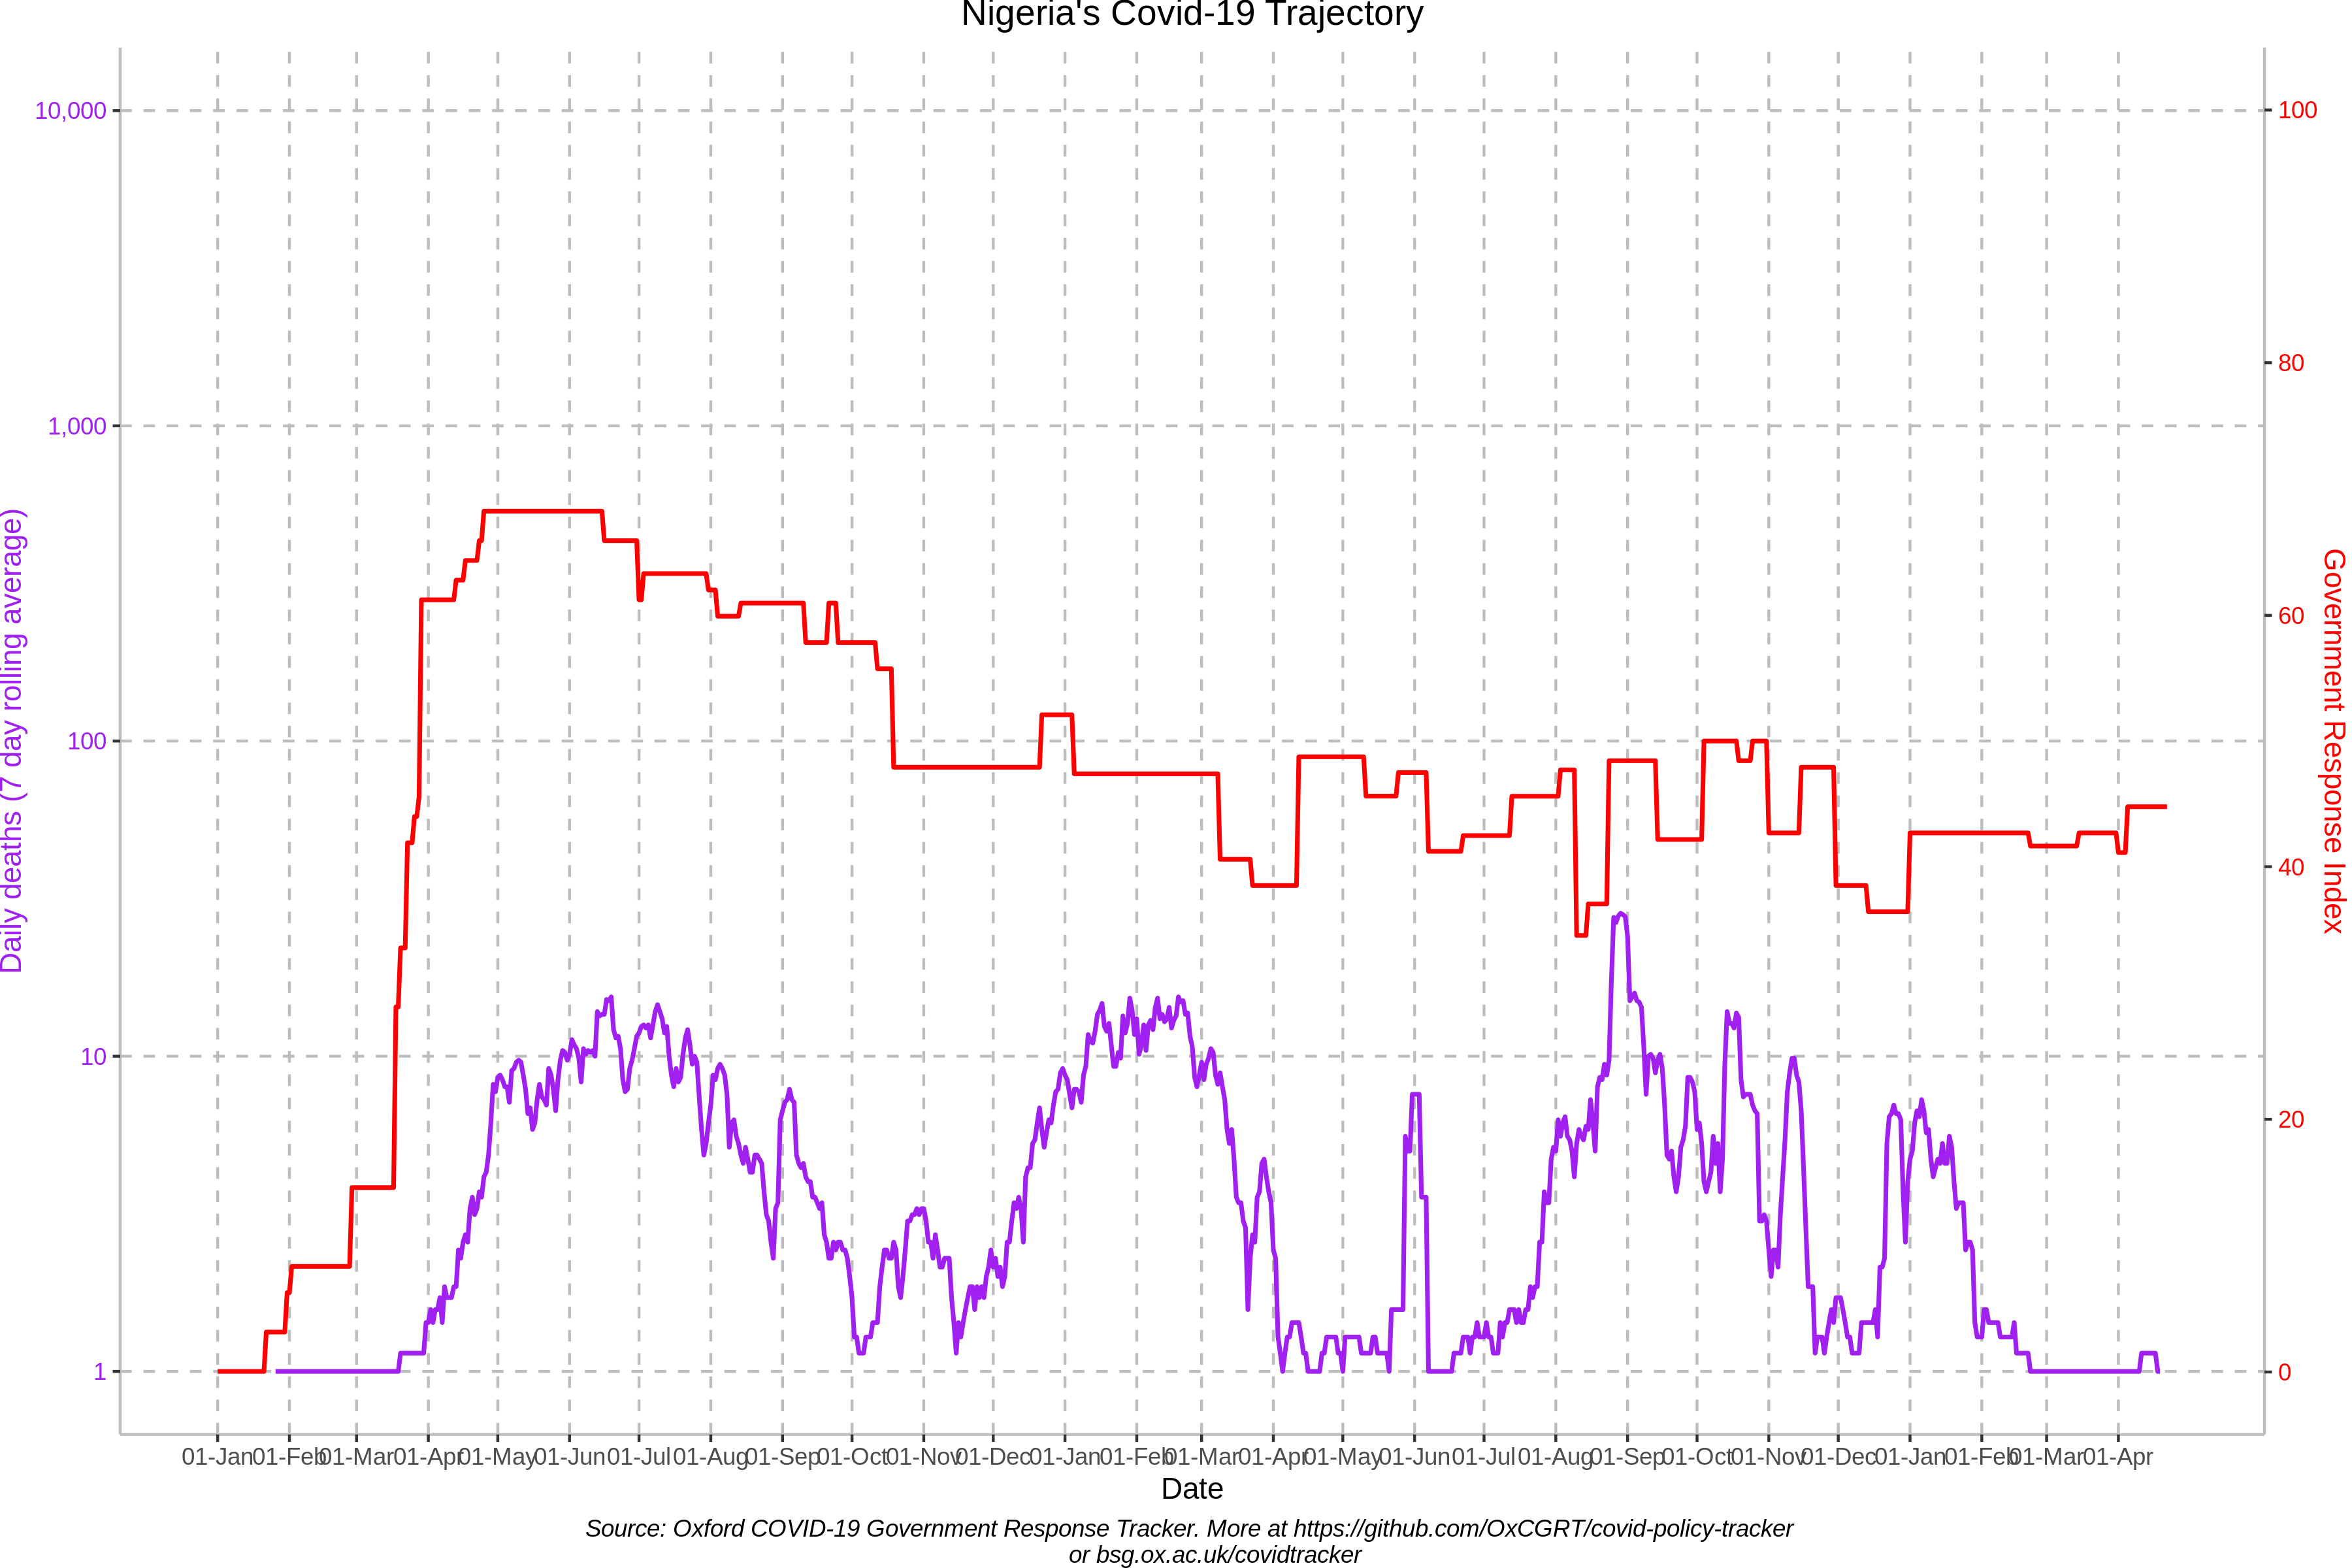 Nigeria's Covid-19 Trajectory
10,000
1,000
100
10
1
Daily deaths (7 day rolling average)
100
80
60
40
20
0
Government Response Index
01-Jan 01-Feb 01-Mar 01-Apr 01-May 01-Jun 01-Jul 01-Aug 01-Sep 01-Oct 01-Nov 01-Dec 01-Jan 01-Feb 01-Mar 01-Apr 01-May 01-Jun 01-Jul 01-Aug 01-Sep 01-Oct 01-Nov 01-Dec 01-Jan 01-Feb 01-Mar 01-Apr
Date
Source: Oxford COVID-19 Government Response Tracker. More at https://github.com/OxCGRT/covid-policy-tracker
or bsg.ox.ac.uk/covidtracker